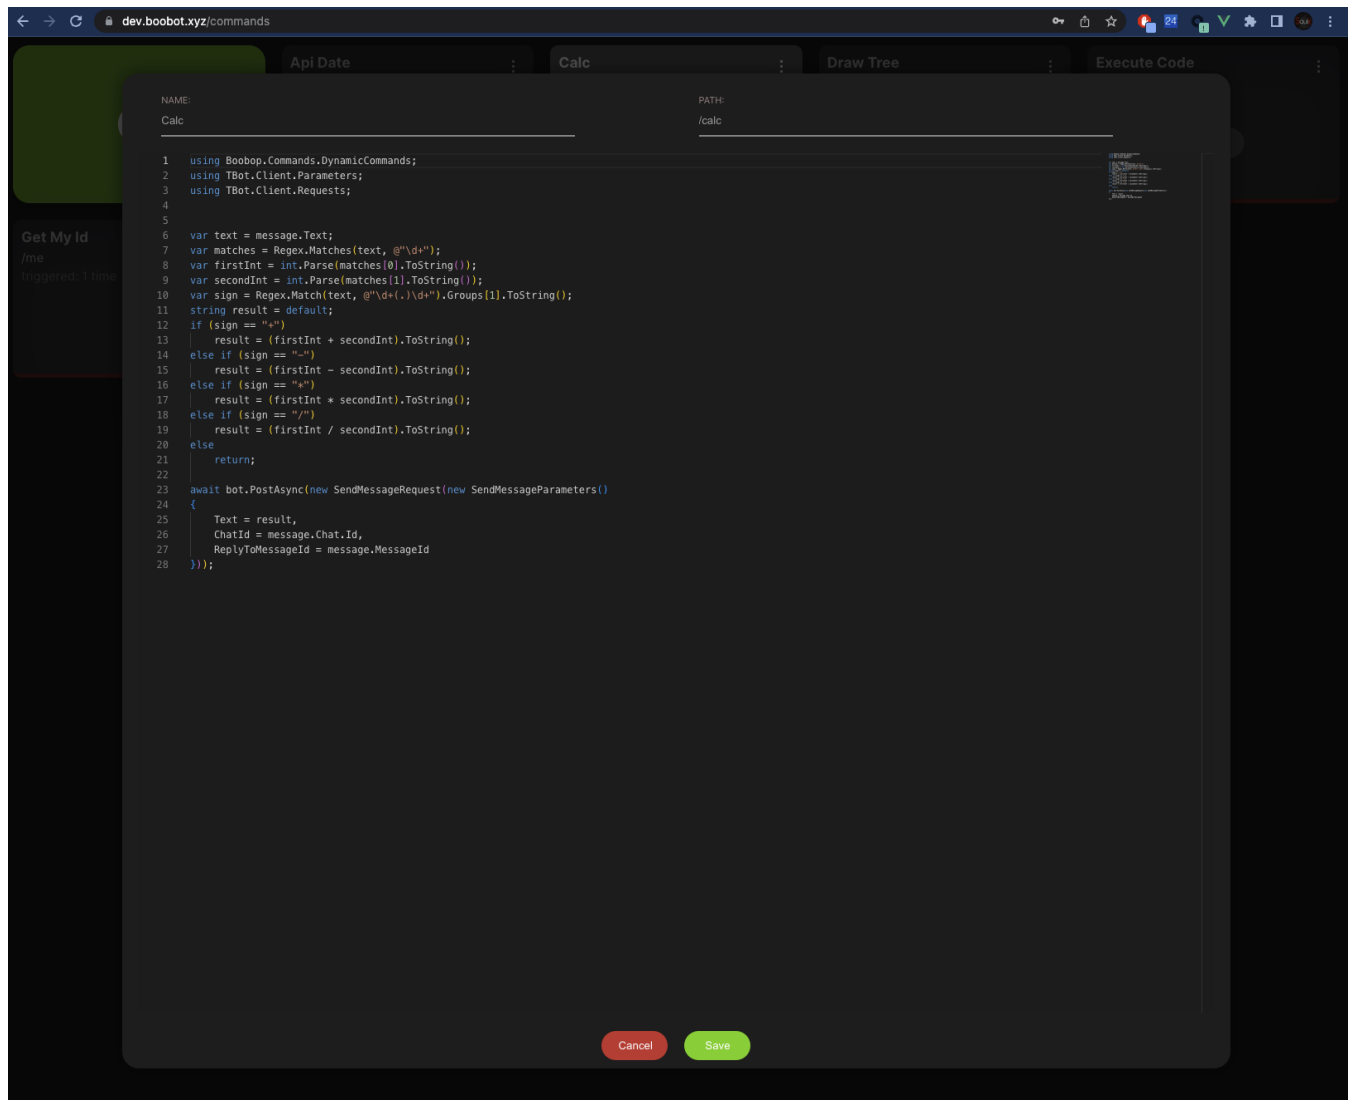 dev.boobot.xyz/commands
24
Api Date
Calc
Draw Tree
Execute Code
NAME:
PATH:
Calc
/calc
1 using Boobop.Commands.DynamicCommands;
2 using TBot.Client.Parameters;
3 using TBot.Client.Requests;
4
5
6 var text = message.Text;
7 var matches = Regex.Matches(text, @"\d+");
8 var firstInt = int.Parse(matches[0].ToString());
9 var secondInt = int.Parse(matches[1].ToString());
10 var sign = Regex.Match(text, @"\d+(.)\d+").Groups[1].ToString();
11 string result = default;
12 if (sign == "+")
13 result = (firstInt + secondInt).ToString();
14 else if (sign == "-")
15 result = (firstInt - secondInt).ToString();
16 else if (sign == "*")
17 result = (firstInt * secondInt).ToString();
18 else if (sign == "/")
19 result = (firstInt / secondInt).ToString();
20 else
21 return;
22
23 await bot.PostAsync(new SendMessageRequest(new SendMessageParameters()
24 {
25 Text = result,
26 ChatId = message.Chat.Id,
27 ReplyToMessageId = message.MessageId
28 }));
Get My Id
/me
triggered: 1 time
Cancel
Save